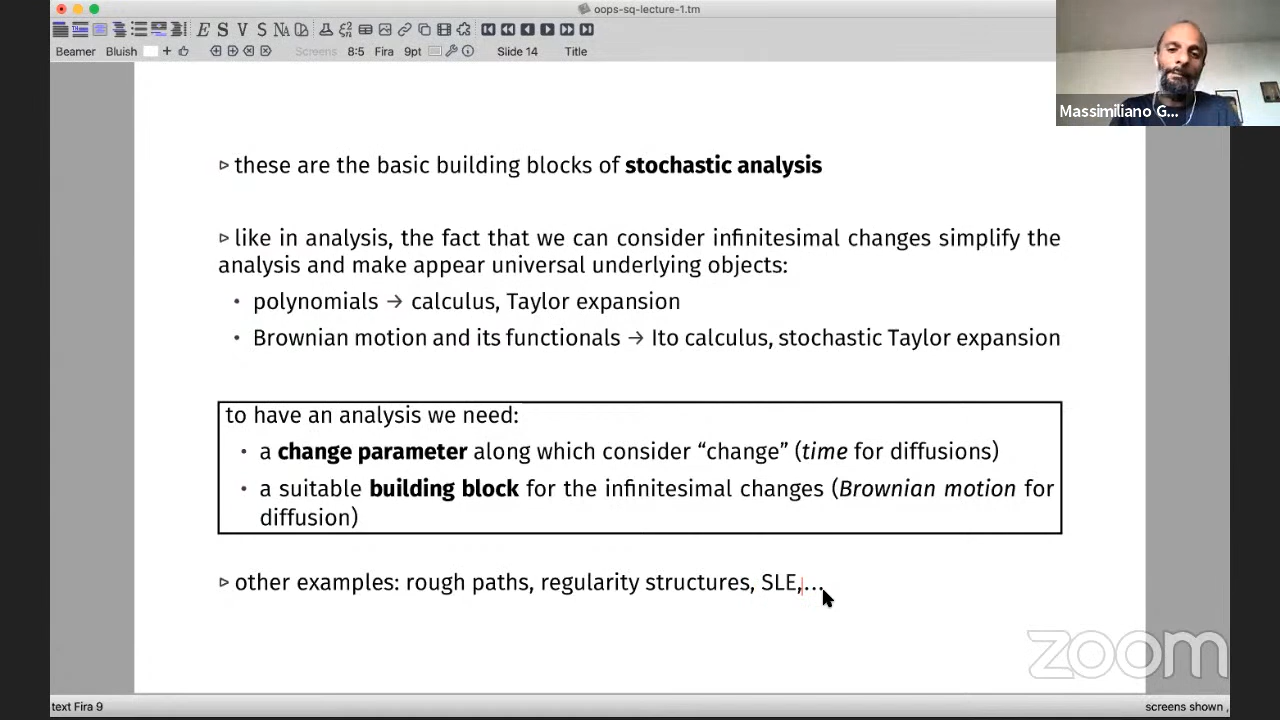 oops-sq-lecture-1.tm
Beamer Bluish Screens 8:5 Fira 9pt Slide 14 Title
Massimiliano G...
▹ these are the basic building blocks of stochastic analysis
▹ like in analysis, the fact that we can consider infinitesimal changes simplify the
analysis and make appear universal underlying objects:
• polynomials → calculus, Taylor expansion
• Brownian motion and its functionals → Ito calculus, stochastic Taylor expansion
to have an analysis we need:
• a change parameter along which consider “change” (time for diffusions)
• a suitable building block for the infinitesimal changes (Brownian motion for
diffusion)
▹ other examples: rough paths, regularity structures, SLE,...
zoom
text Fira 9 screens shown ,